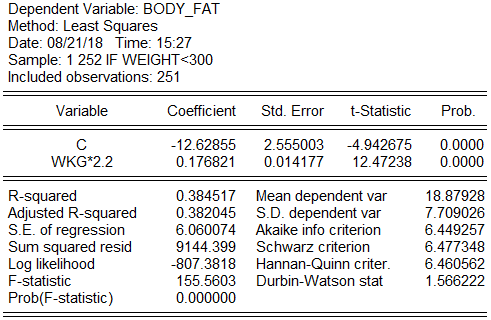 Dependent Variable: BODY_FAT
Method: Least Squares
Date: 08/21/18 Time: 15:27
Sample: 1 252 IF WEIGHT<300
Included observations: 251
Variable Coefficient Std. Error t-Statistic Prob.
C -12.62855 2.555003 -4.942675 0.0000
WKG*2.2 0.176821 0.014177 12.47238 0.0000
R-squared 0.384517 Mean dependent var 18.87928
Adjusted R-squared 0.382045 S.D. dependent var 7.709026
S.E. of regression 6.060074 Akaike info criterion 6.449257
Sum squared resid 9144.399 Schwarz criterion 6.477348
Log likelihood -807.3818 Hannan-Quinn criter. 6.460562
F-statistic 155.5603 Durbin-Watson stat 1.566222
Prob(F-statistic) 0.000000